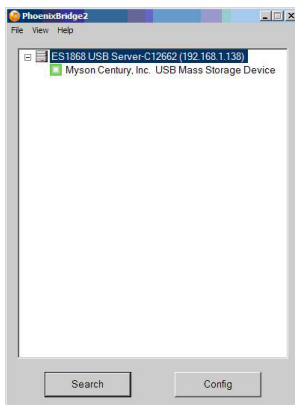 PhoenixBridge2
File View Help
ES1868 USB Server-C12662 (192.168.1.138)
Myson Century, Inc. USB Mass Storage Device
Search Config